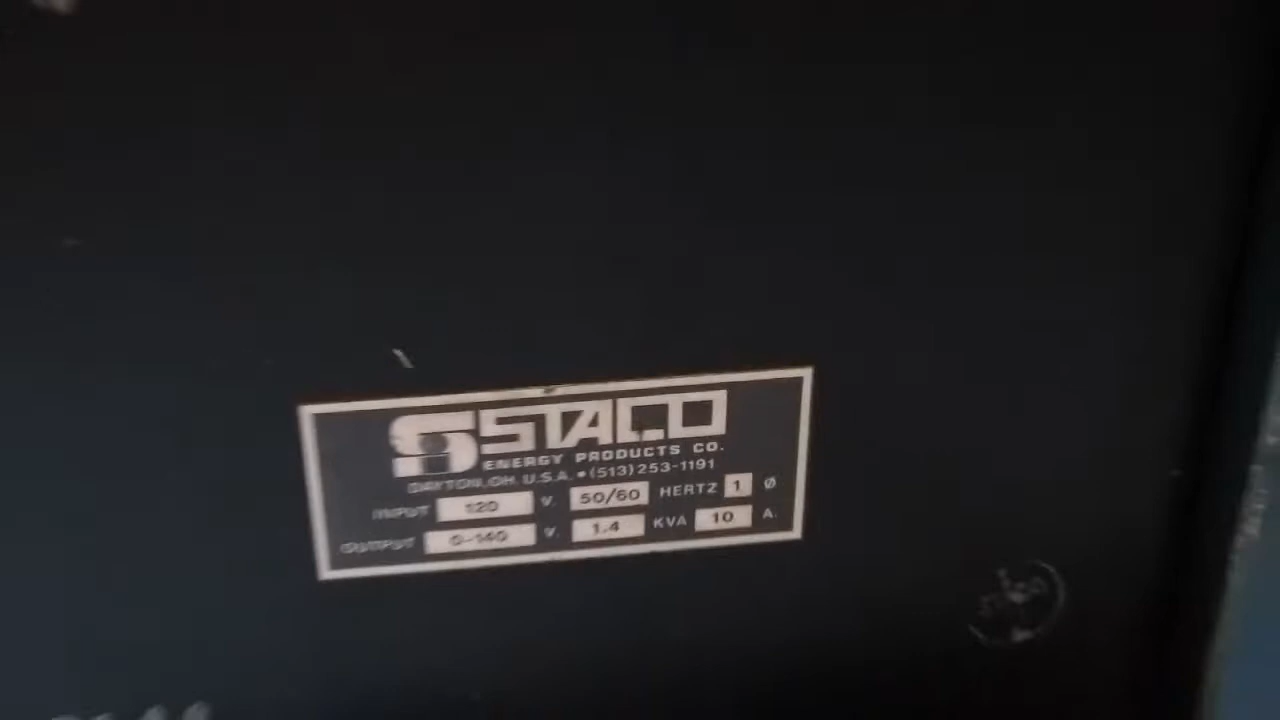 STACO
ENERGY PRODUCTS CO.
DAYTON, OH. U.S.A. • (513) 253-1191
INPUT 120 V. 50/60 HERTZ 1 Ø
OUTPUT 0-140 V. 1.4 KVA 10 A.